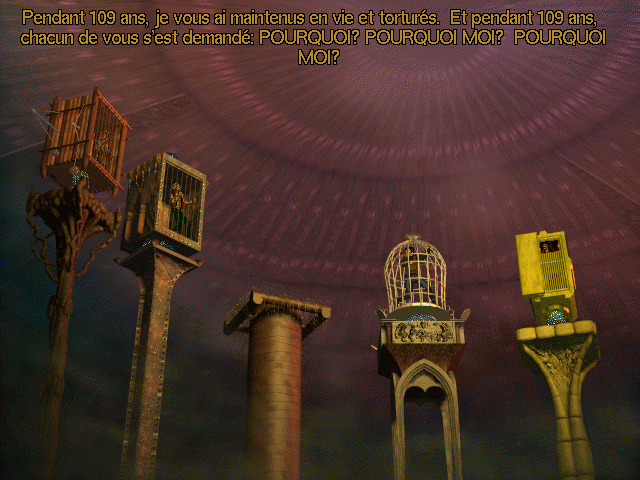 Pendant 109 ans, je vous ai maintenus en vie et torturés.  Et pendant 109 ans,
chacun de vous s'est demandé: POURQUOI? POURQUOI MOI?  POURQUOI
MOI?